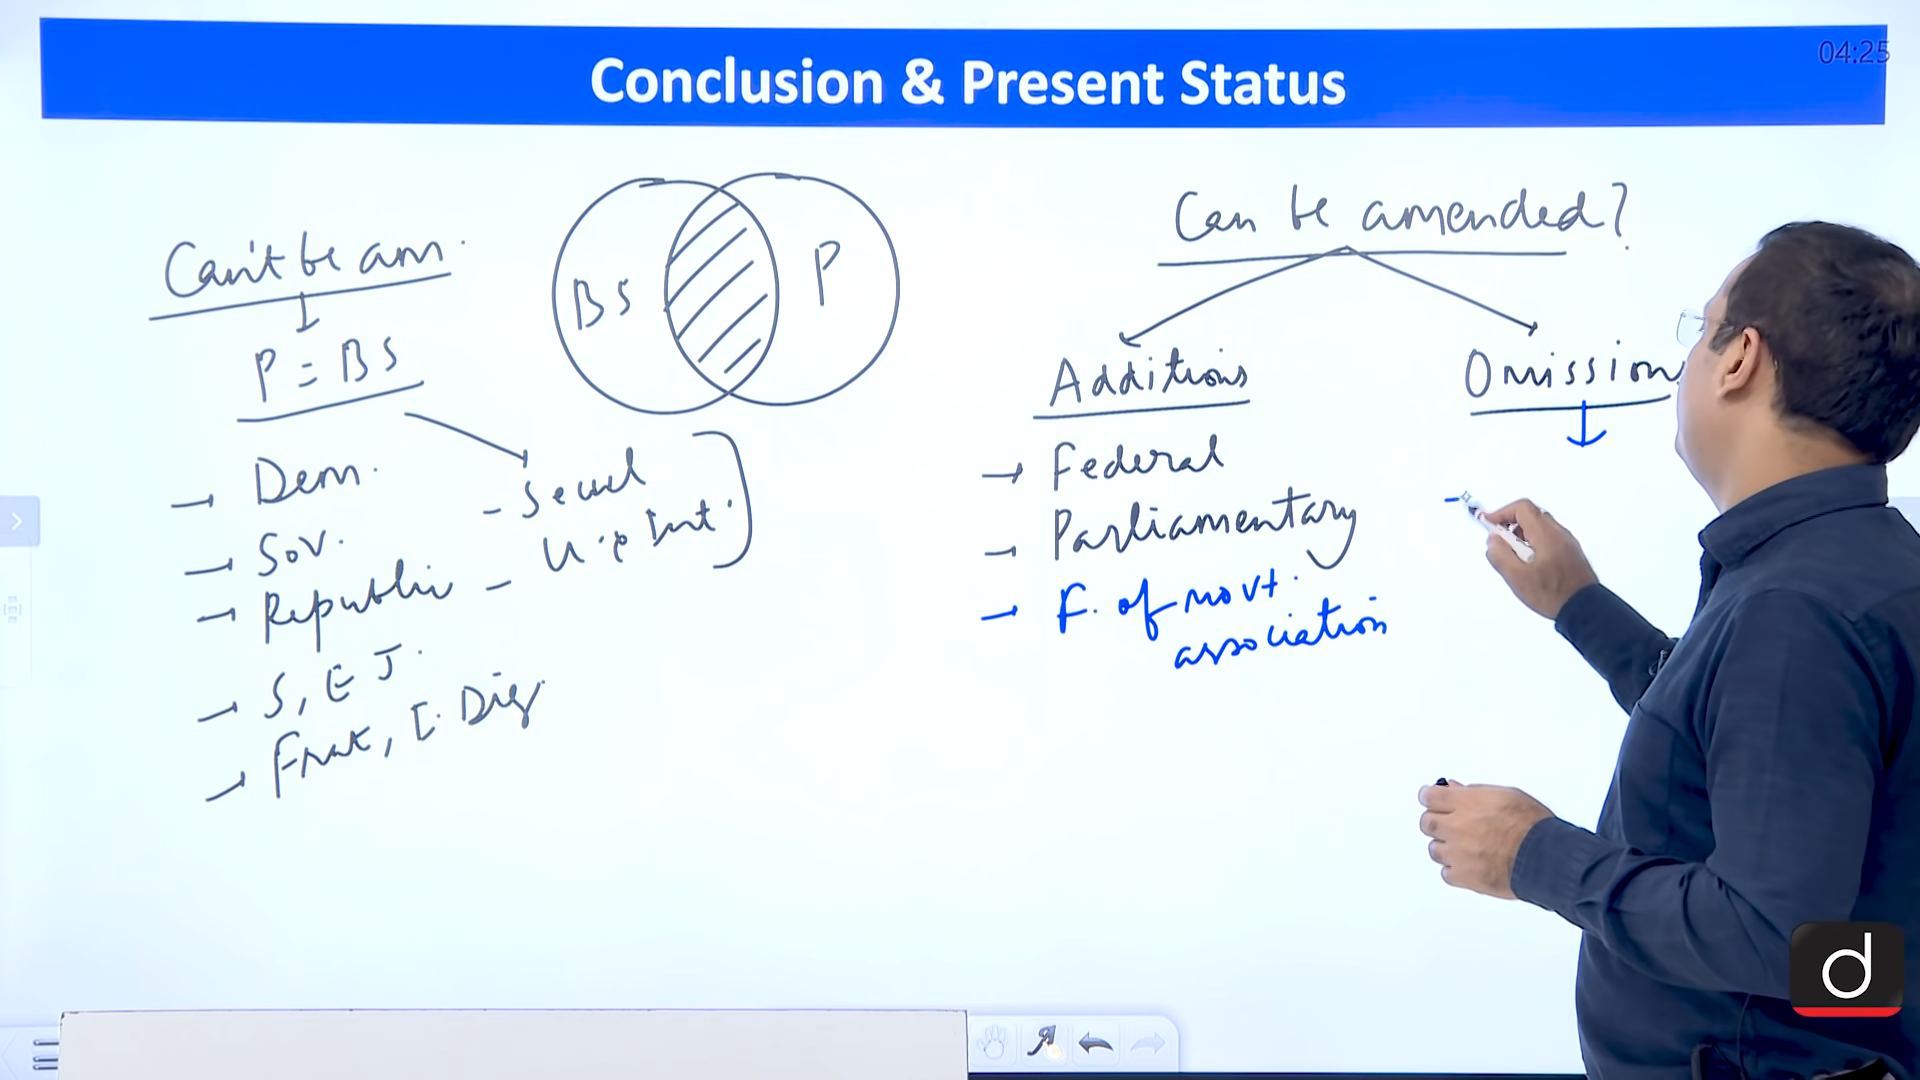 Conclusion & Present Status
04:25
Can't be am.
P = BS
→ Dem.
→ Sov.
→ Republic
→ S, E J.
→ Frat, I. Dig.
- Secul
- U. & Int.
BS
P
Can be amended?
Additions
→ Federal
→ Parliamentary
→ F. of movt.
association
Omission
d